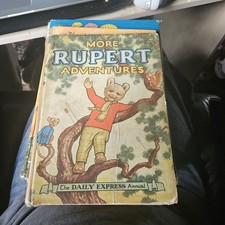 MORE
RUPERT
ADVENTURES
The DAILY EXPRESS Annual